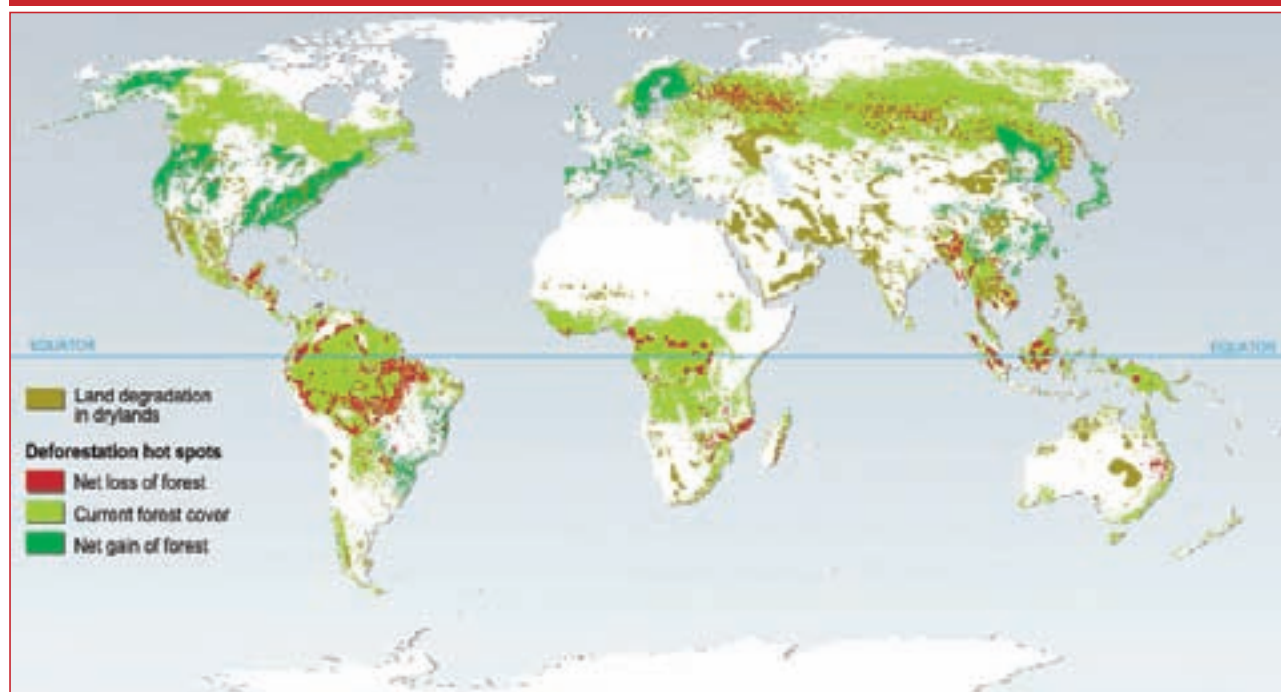 EQUATOR
EQUATOR
Land degradation
in drylands
Deforestation hot spots
Net loss of forest
Current forest cover
Net gain of forest